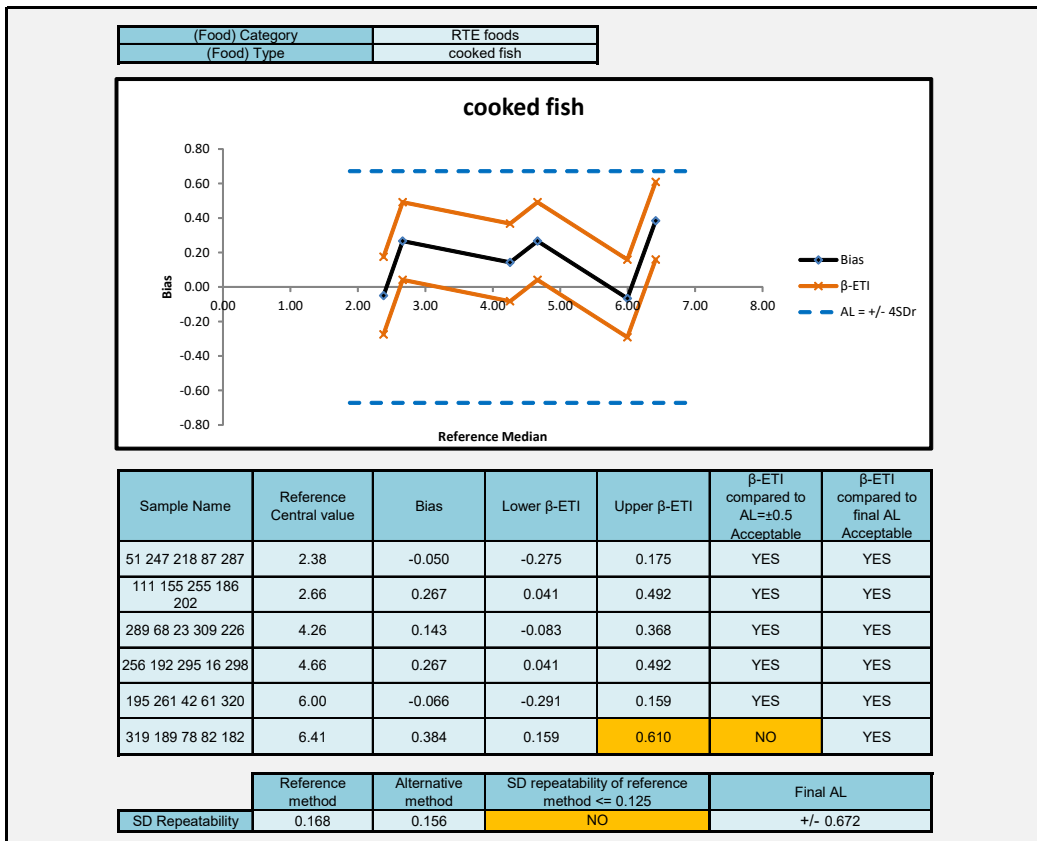 (Food) Category RTE foods
(Food) Type cooked fish
cooked fish
0.80
0.60
0.40
0.20
0.00
-0.20
-0.40
-0.60
-0.80
0.00 1.00 2.00 3.00 4.00 5.00 6.00 7.00 8.00
Bias
Reference Median
Bias
β-ETI
AL = +/- 4SDr
Sample Name Reference Central value Bias Lower β-ETI Upper β-ETI β-ETI compared to AL=±0.5 Acceptable β-ETI compared to final AL Acceptable
51 247 218 87 287 2.38 -0.050 -0.275 0.175 YES YES
111 155 255 186 202 2.66 0.267 0.041 0.492 YES YES
289 68 23 309 226 4.26 0.143 -0.083 0.368 YES YES
256 192 295 16 298 4.66 0.267 0.041 0.492 YES YES
195 261 42 61 320 6.00 -0.066 -0.291 0.159 YES YES
319 189 78 82 182 6.41 0.384 0.159 0.610 NO YES
Reference method Alternative method SD repeatability of reference method <= 0.125 Final AL
SD Repeatability 0.168 0.156 NO +/- 0.672